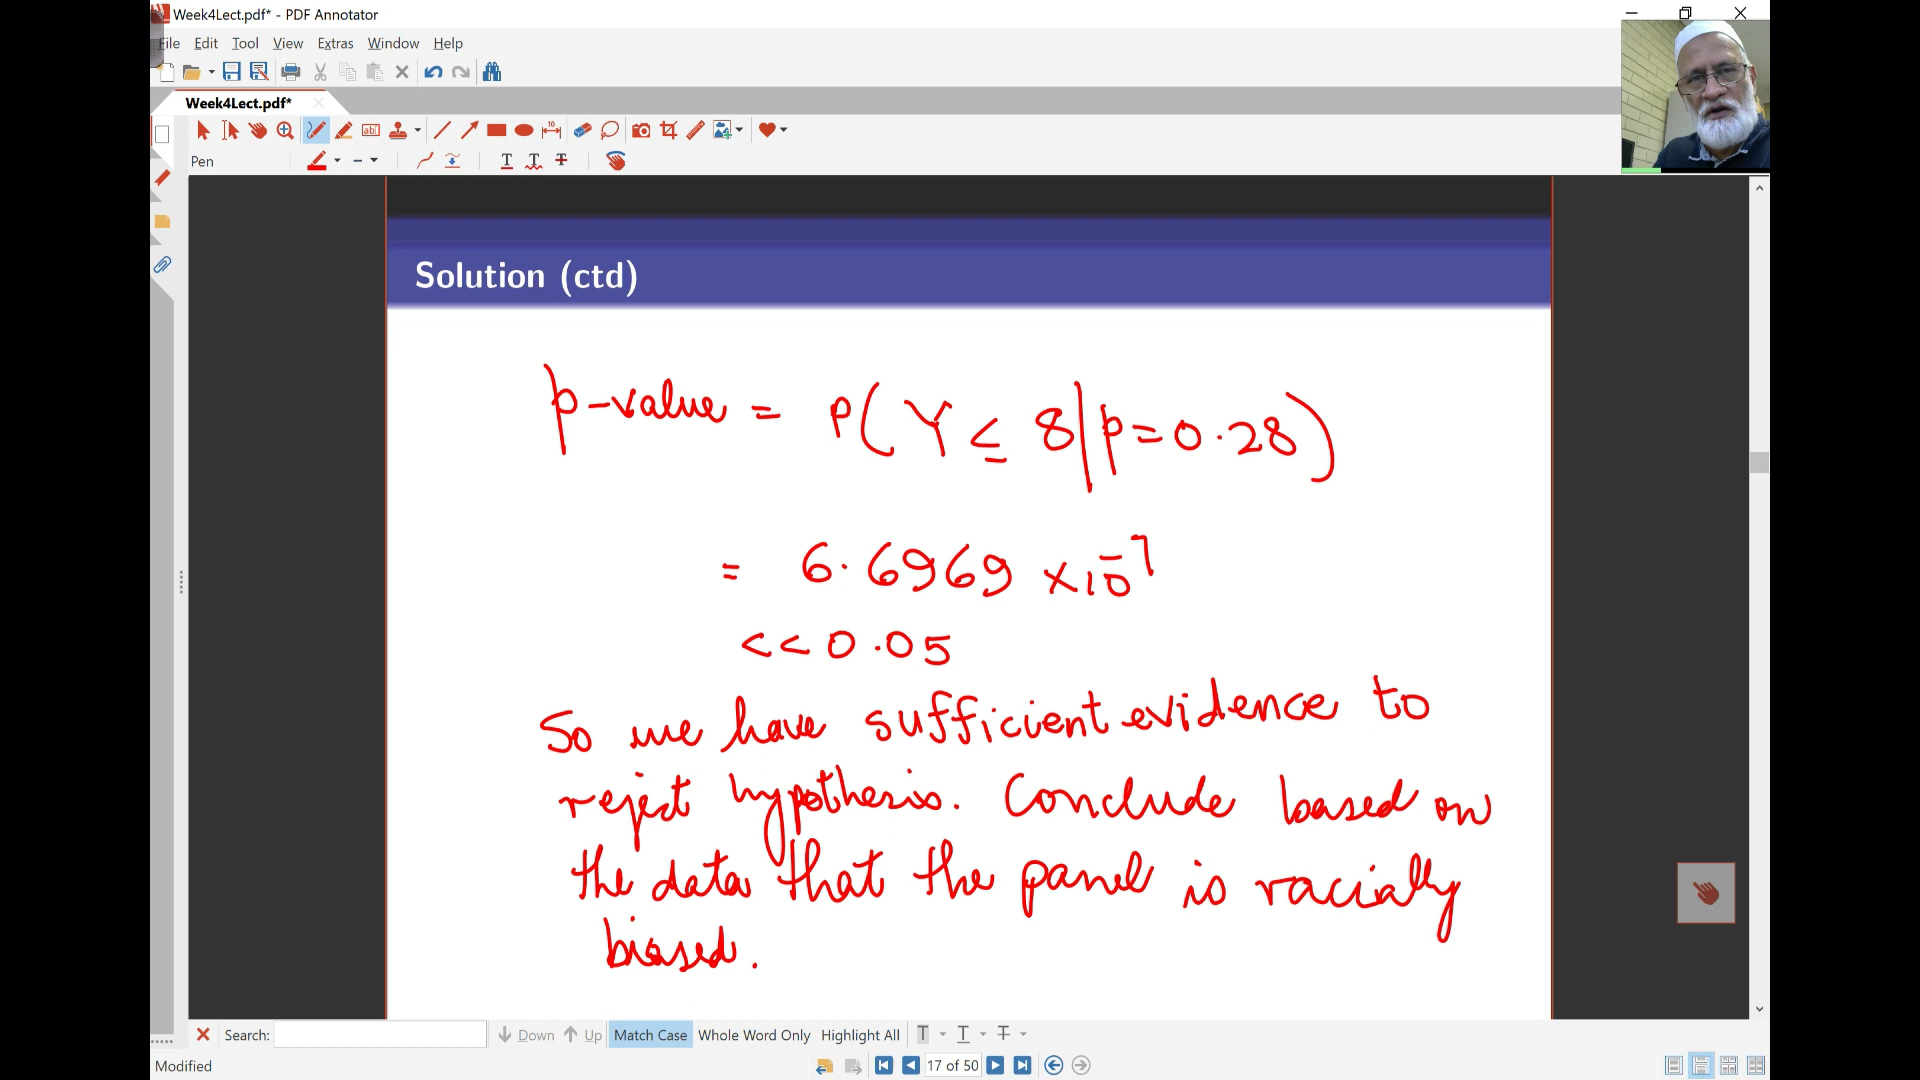 Week4Lect.pdf* - PDF Annotator
File Edit Tool View Extras Window Help
Week4Lect.pdf*
Pen
Solution (ctd)
p-value = P(Y ≤ 8 | p = 0.28)
= 6.6969 × 10⁻⁷
<< 0.05
So we have sufficient evidence to
reject hypothesis. Conclude based on
the data that the panel is racially
biased.
Search: Down Up Match Case Whole Word Only Highlight All
Modified 17 of 50